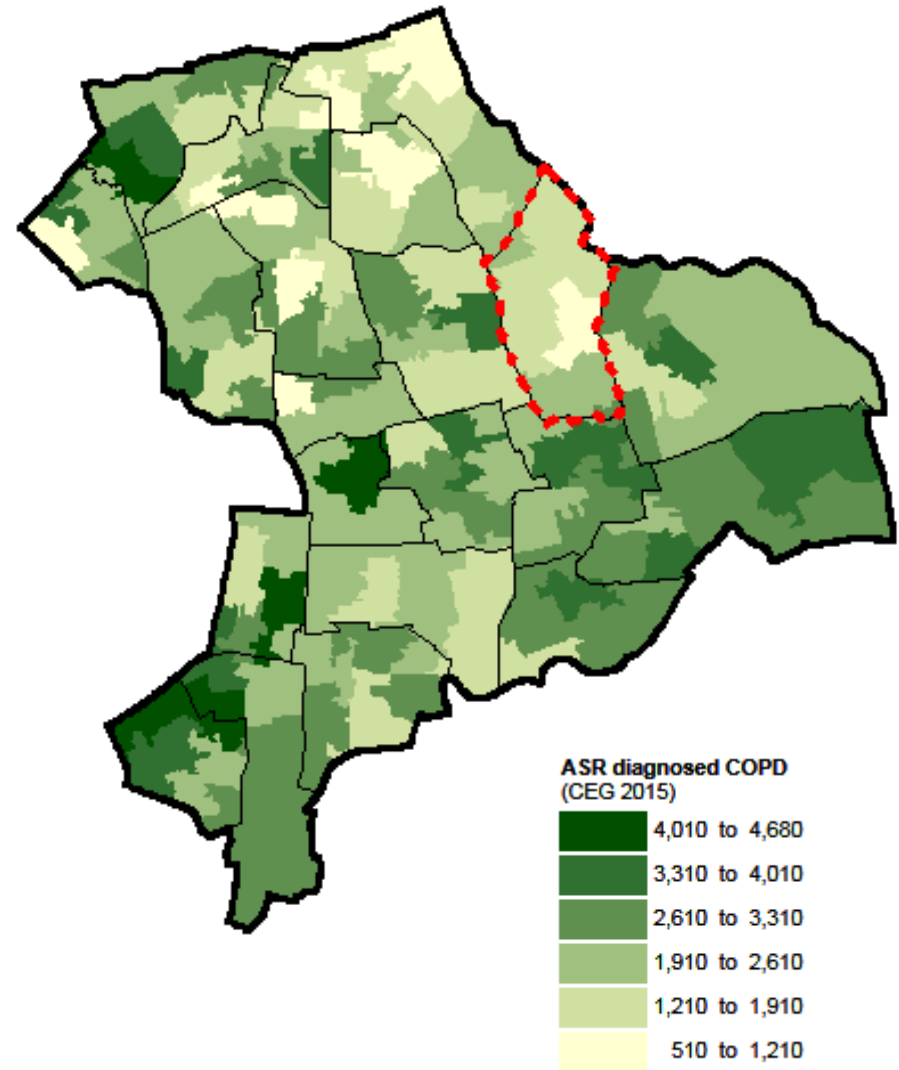 ASR diagnosed COPD
(CEG 2015)
4,010 to 4,680
3,310 to 4,010
2,610 to 3,310
1,910 to 2,610
1,210 to 1,910
510 to 1,210